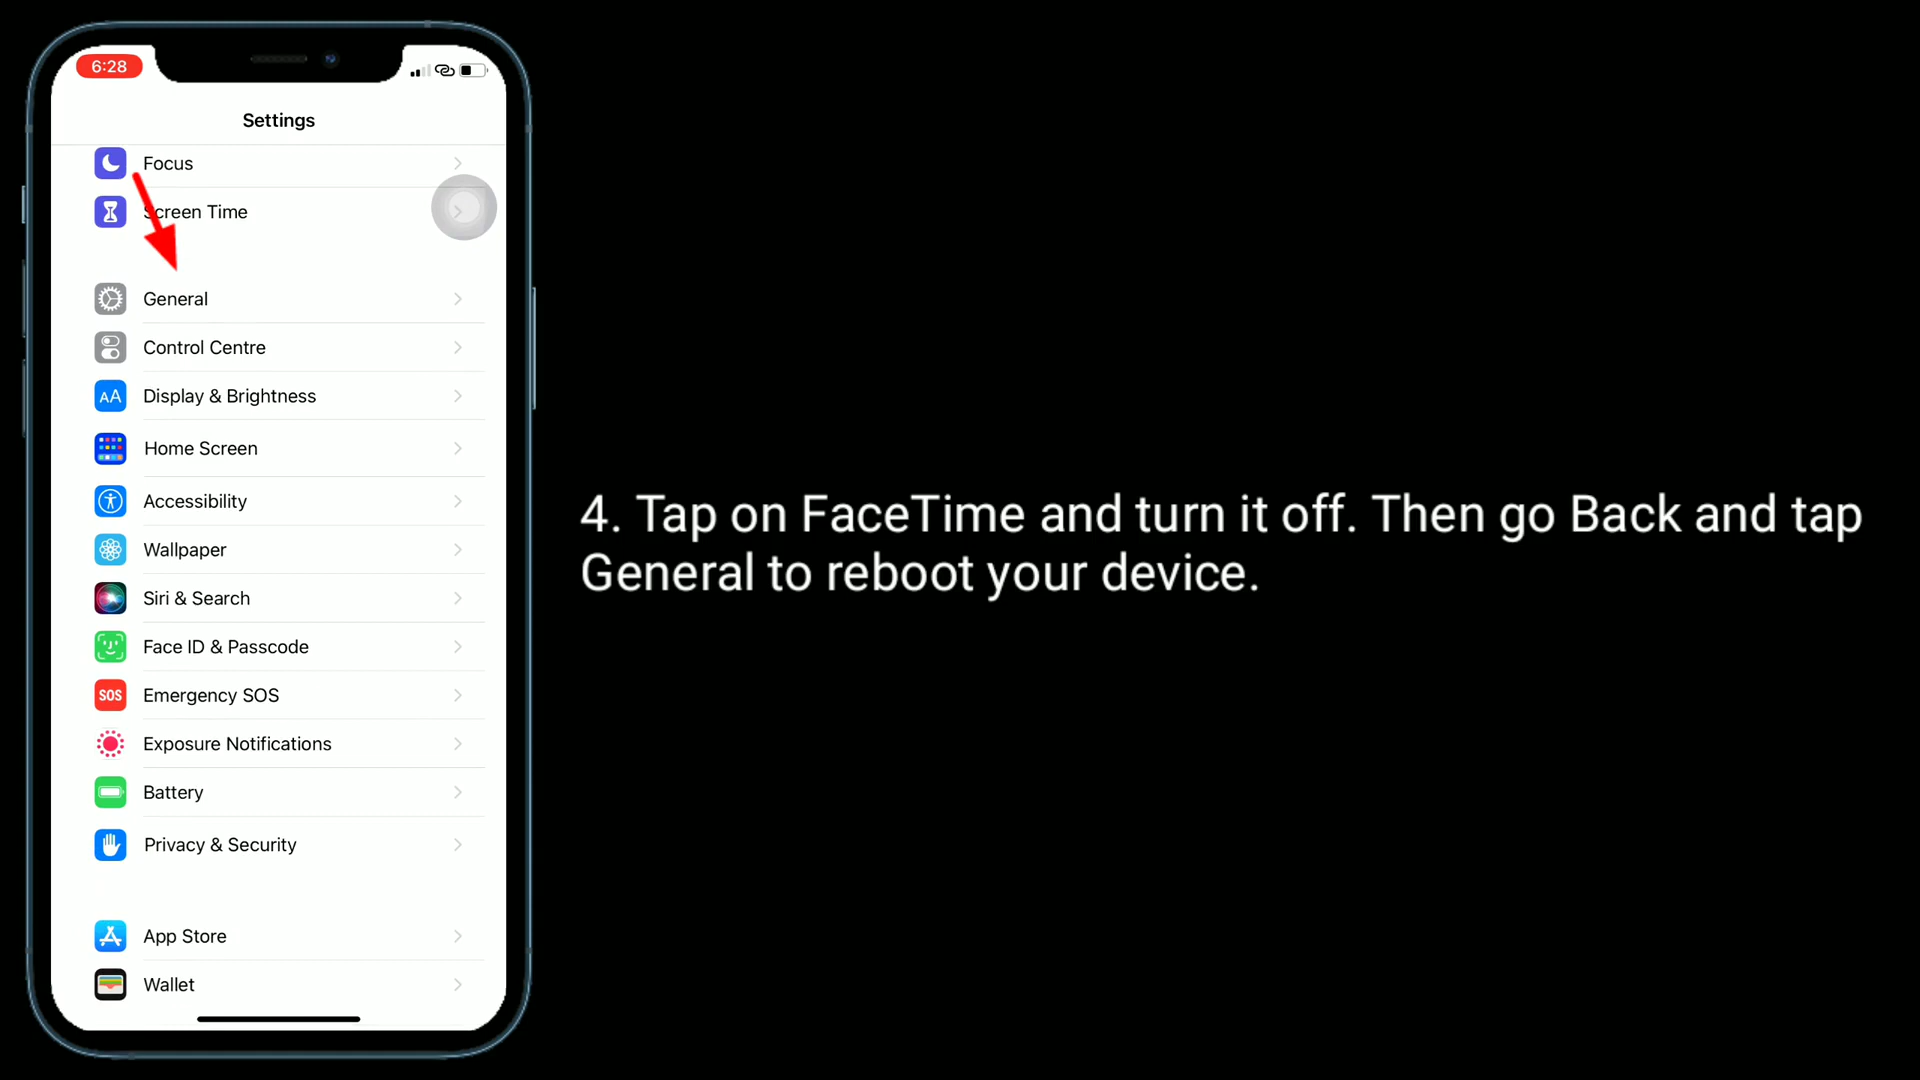 6:28
Settings
Focus
Screen Time
General
Control Centre
AA
Display & Brightness
Home Screen
Accessibility
Wallpaper
Siri & Search
Face ID & Passcode
SOS
Emergency SOS
Exposure Notifications
Battery
Privacy & Security
App Store
Wallet
4. Tap on FaceTime and turn it off. Then go Back and tap
General to reboot your device.